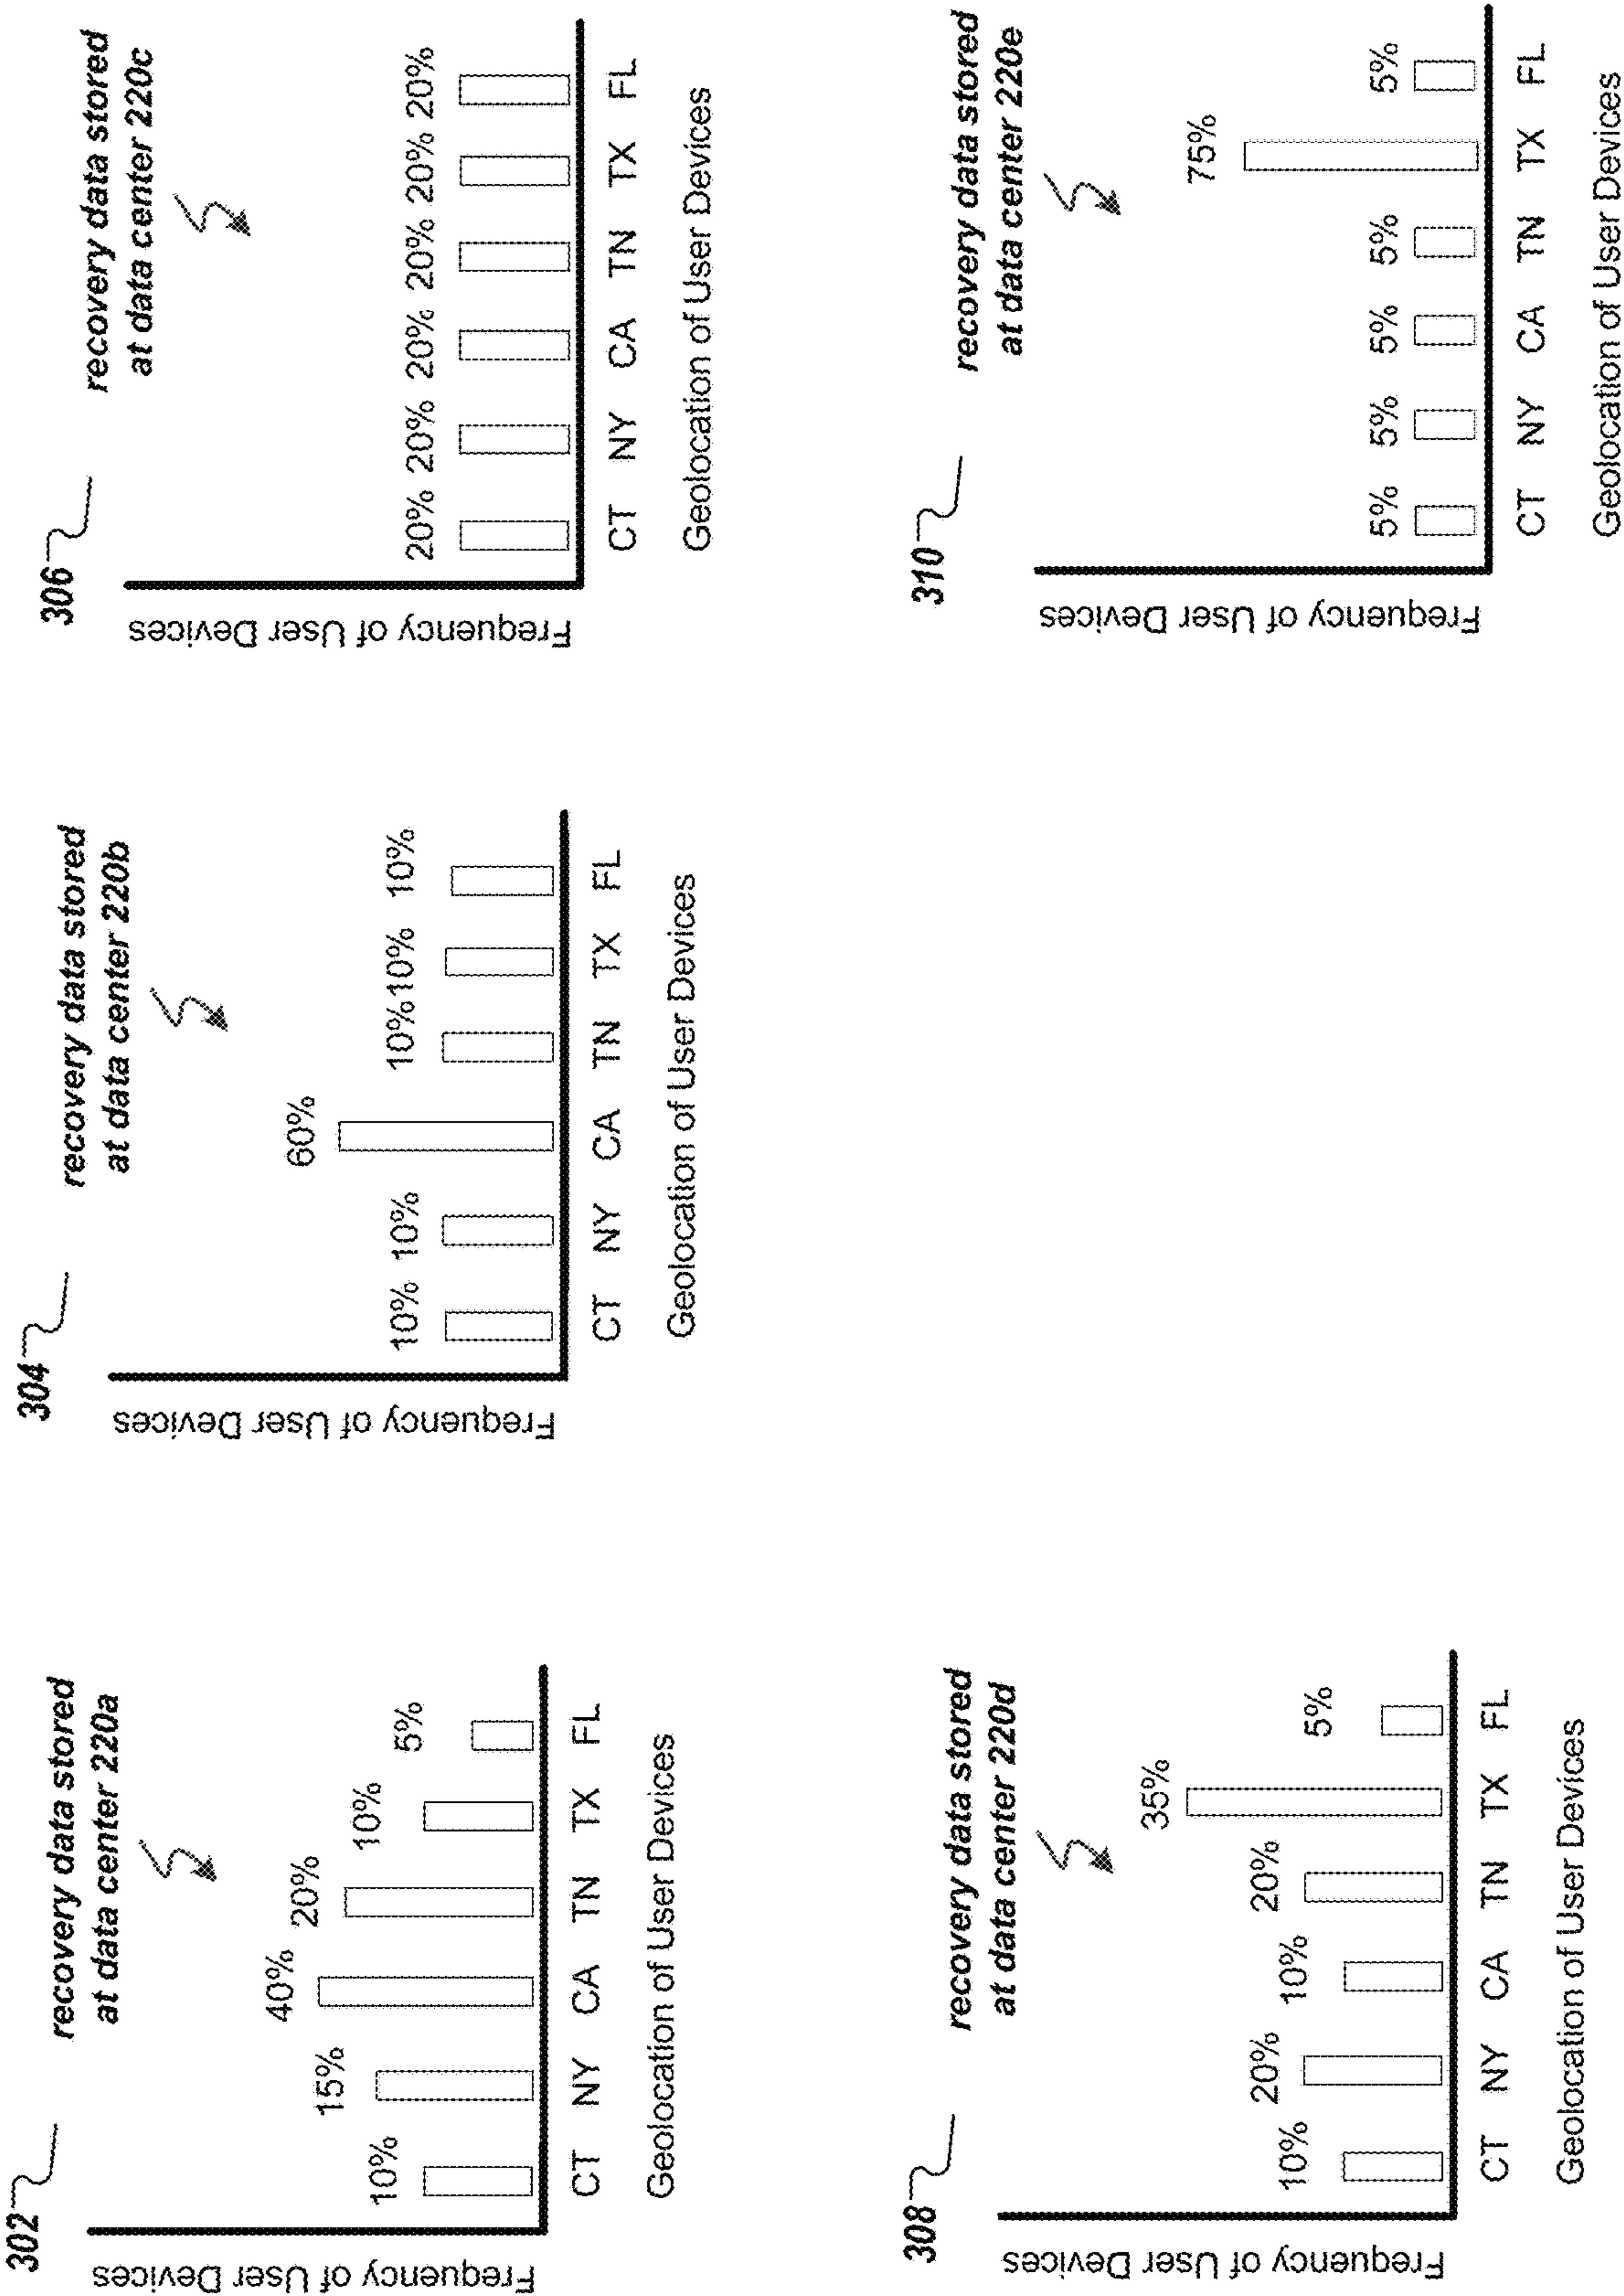 302
recovery data stored
at data center 220a
Frequency of User Devices
10% 15% 40% 20% 10% 5%
CT NY CA TN TX FL
Geolocation of User Devices
304
recovery data stored
at data center 220b
Frequency of User Devices
10% 10% 60% 10% 10% 10%
CT NY CA TN TX FL
Geolocation of User Devices
306
recovery data stored
at data center 220c
Frequency of User Devices
20% 20% 20% 20% 20% 20%
CT NY CA TN TX FL
Geolocation of User Devices
308
recovery data stored
at data center 220d
Frequency of User Devices
10% 20% 10% 20% 35% 5%
CT NY CA TN TX FL
Geolocation of User Devices
310
recovery data stored
at data center 220e
Frequency of User Devices
5% 5% 5% 5% 75% 5%
CT NY CA TN TX FL
Geolocation of User Devices